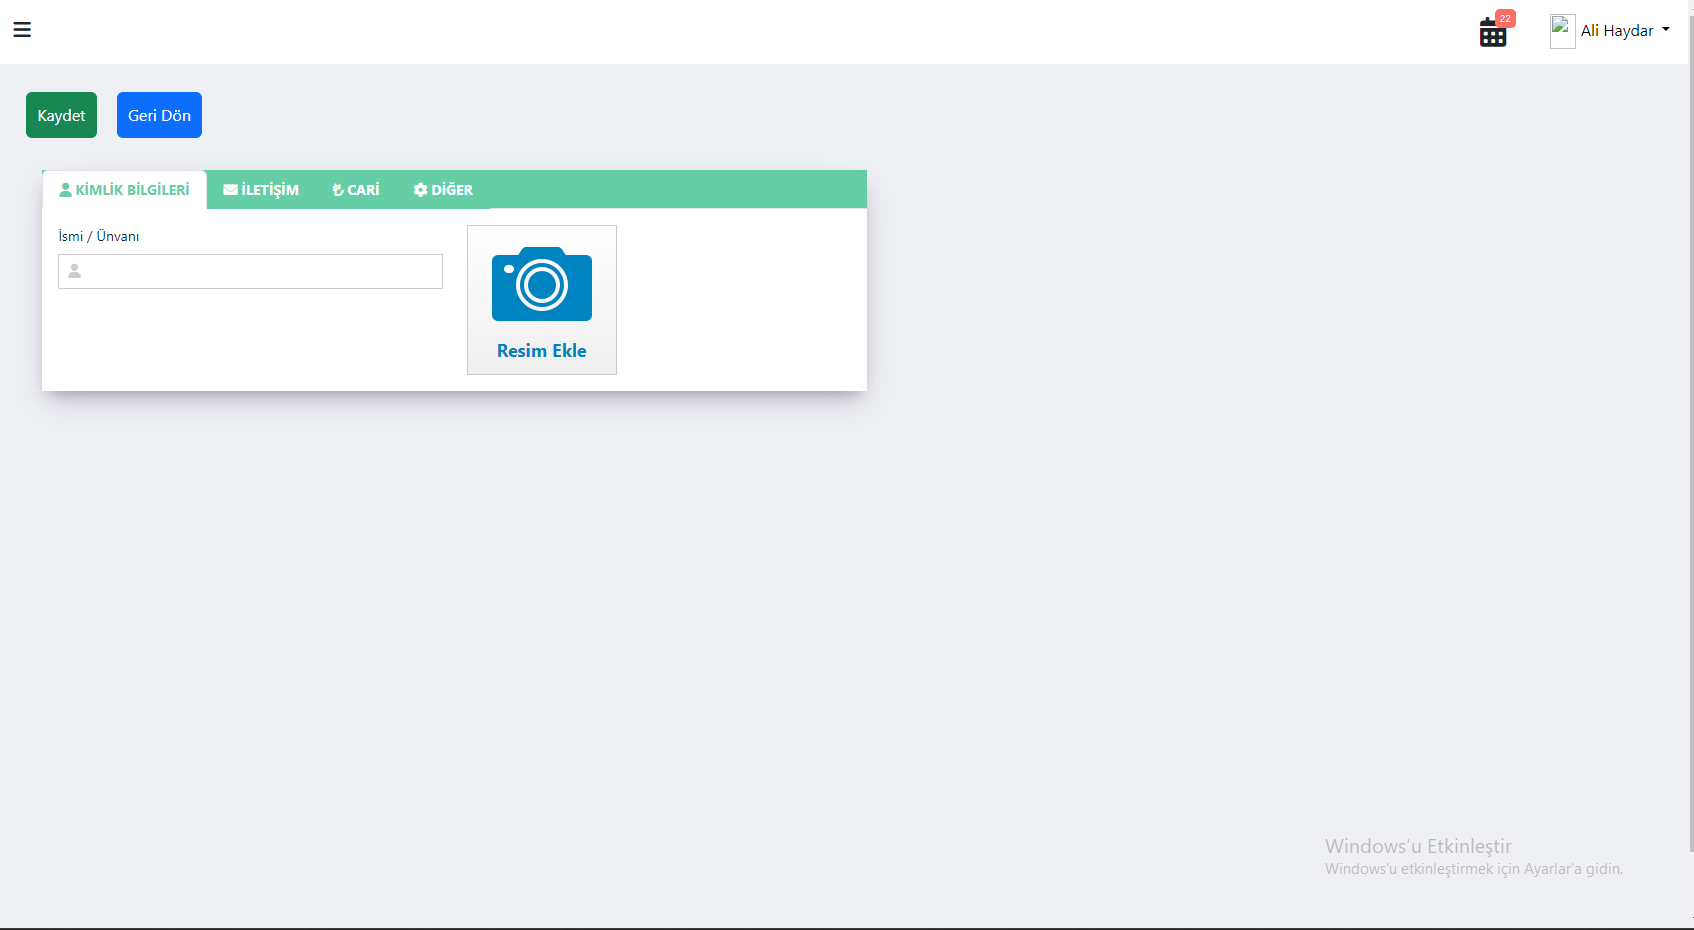 22
Ali Haydar
Kaydet
Geri Dön
KİMLİK BİLGİLERİ
İLETİŞİM
CARİ
DİĞER
İsmi / Ünvanı
Resim Ekle
Windows'u Etkinleştir
Windows'u etkinleştirmek için Ayarlar'a gidin.